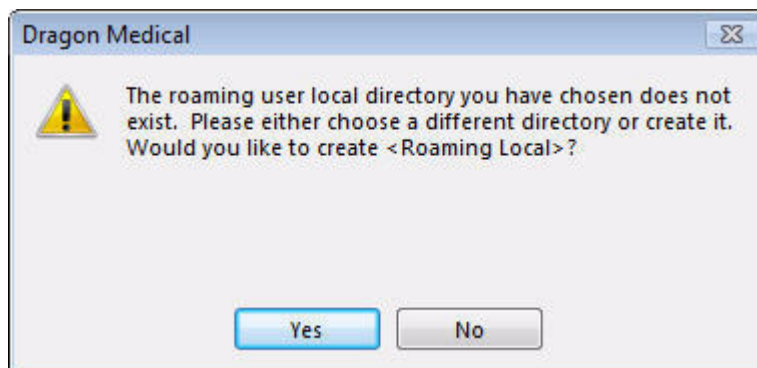 Dragon Medical
The roaming user local directory you have chosen does not
exist.  Please either choose a different directory or create it.
Would you like to create <Roaming Local>?
Yes
No